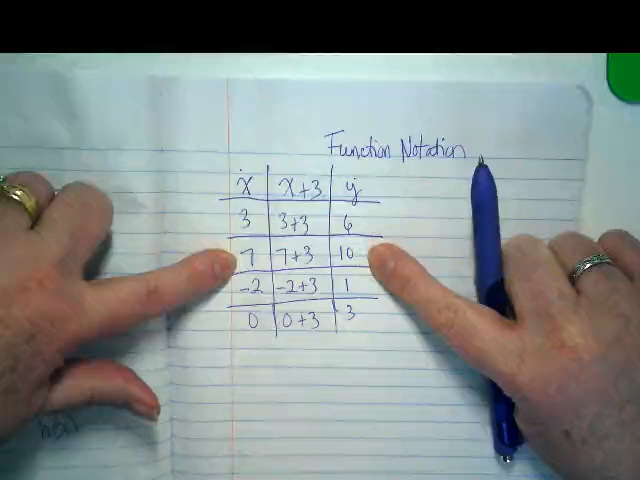 Function Notation
x x+3 y
3 3+3 6
7 7+3 10
-2 -2+3 1
0 0+3 3